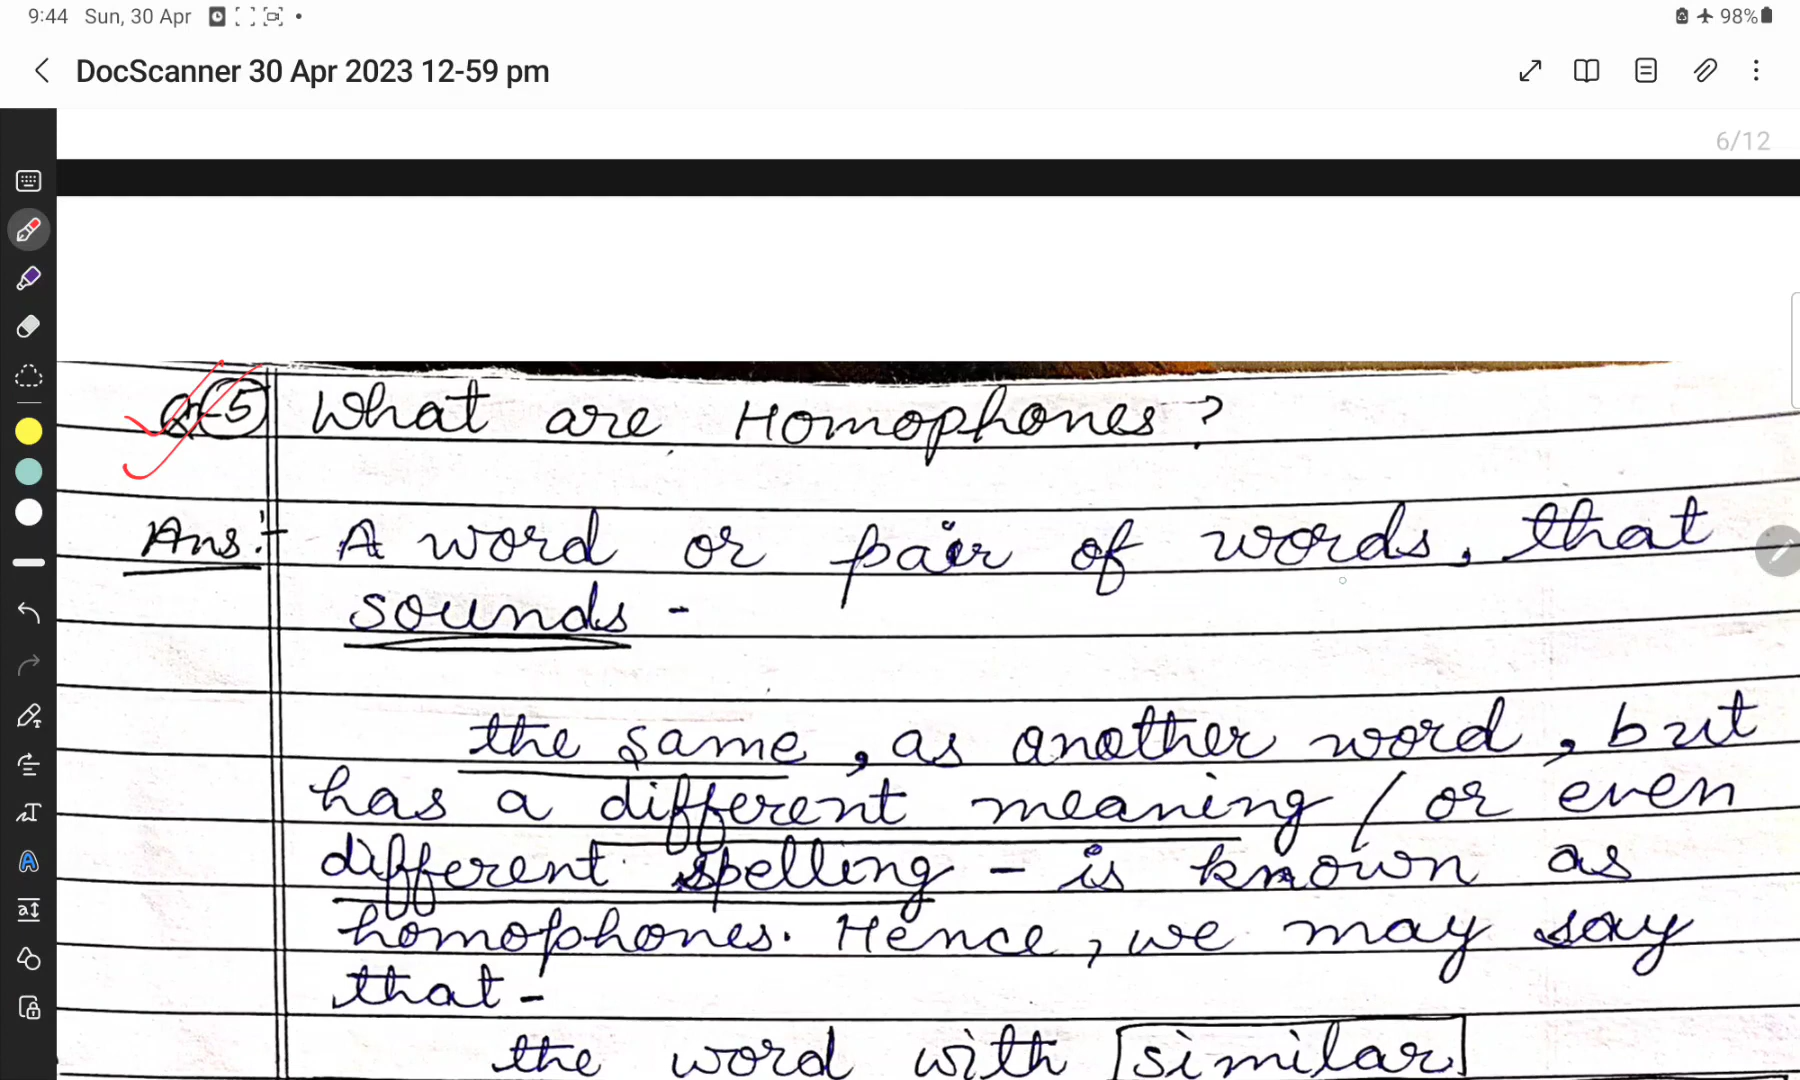 9:44 Sun, 30 Apr
98%
DocScanner 30 Apr 2023 12-59 pm
6/12
Qn-5 What are Homophones?
Ans:- A word or pair of words, that
sounds -
the same, as another word, but
has a different meaning / or even
different spelling - is known as
homophones. Hence, we may say
that -
the word with similar